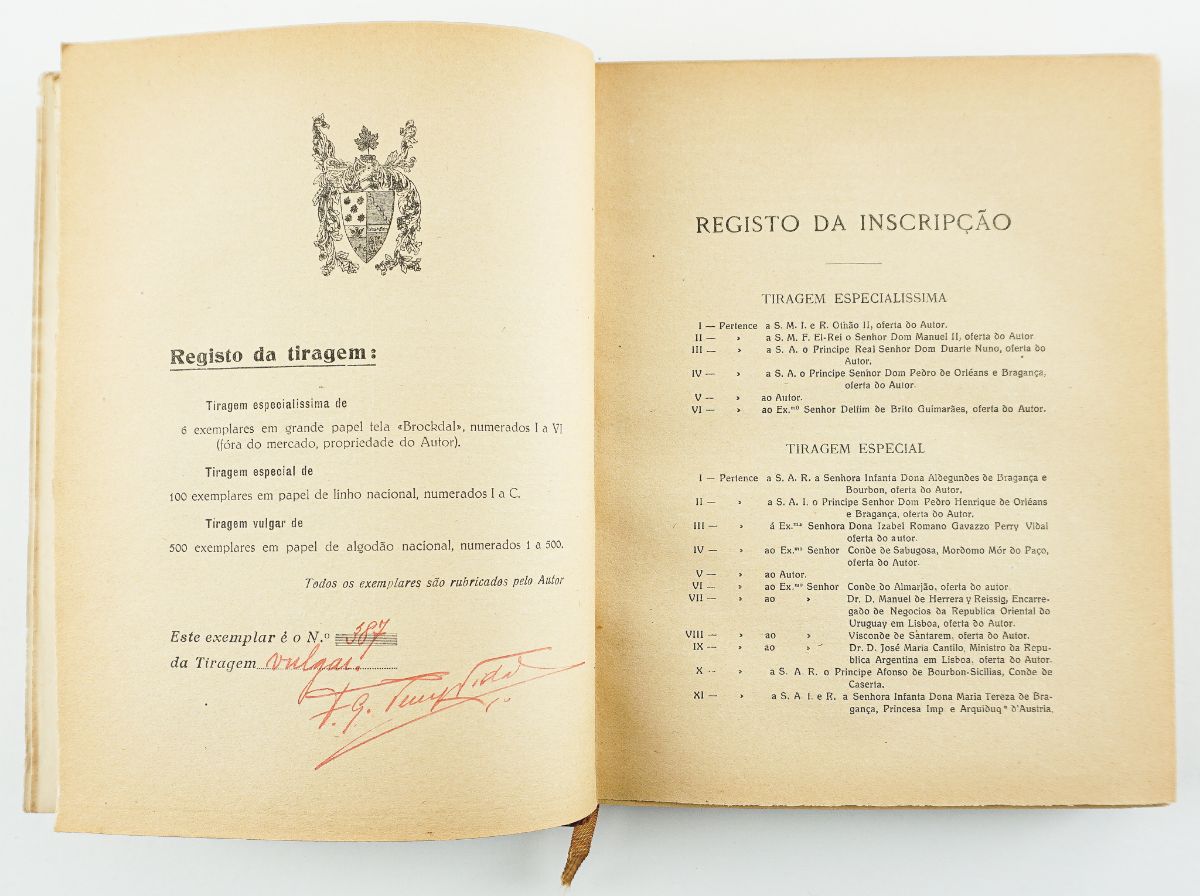 Registo da tiragem:
Tiragem especialissima de
6 exemplares em grande papel tela «Brockdal», numerados I a VI
(fóra do mercado, propriedade do Autor).
Tiragem especial de
100 exemplares em papel de linho nacional, numerados I a C.
Tiragem vulgar de
500 exemplares em papel de algodão nacional, numerados 1 a 500.
Todos os exemplares são rubricados pelo Autor
Este exemplar é o N.º 387
da Tiragem vulgar.
F. G. Perry Vidal
REGISTO DA INSCRIPÇÃO
TIRAGEM ESPECIALISSIMA
I — Pertence a S. M. I. e R. Othão II, oferta do Autor.
II — » a S. M. F. El-Rei o Senhor Dom Manuel II, oferta do Autor
III — » a S. A. o Principe Real Senhor Dom Duarte Nuno, oferta do
Autor.
IV — » a S. A. o Principe Senhor Dom Pedro de Orléans e Bragança,
oferta do Autor
V — » ao Autor.
VI — » ao Ex.mo Senhor Delfim de Brito Guimarães, oferta do Autor.
TIRAGEM ESPECIAL
I — Pertence a S. A. R. a Senhora Infanta Dona Aldegundes de Bragança e
Bourbon, oferta do Autor.
II — » a S. A. I. o Principe Senhor Dom Pedro Henrique de Orléans
e Bragança, oferta do Autor.
III — » á Ex.ma Senhora Dona Izabel Romano Gavazzo Perry Vidal
oferta do autor.
IV — » ao Ex.mo Senhor Conde de Sabugosa, Mordomo Mór do Paço,
oferta do Autor
V — » ao Autor.
VI — » ao Ex.mo Senhor Conde do Almarjão, oferta do autor.
VII — » ao » Dr. D. Manuel de Herrera y Reissig, Encarre-
gado de Negocios da Republica Oriental do
Uruguay em Lisboa, oferta do Autor.
VIII — » ao » Visconde de Santarem, oferta do Autor.
IX — » ao » Dr. D. José Maria Cantilo, Ministro da Repu-
blica Argentina em Lisboa, oferta do Autor.
X — » a S. A. R. o Principe Afonso de Bourbon-Sicilias, Conde de
Caserta.
XI — » a S. A. I. e R. a Senhora Infanta Dona Maria Tereza de Bra-
gança, Princesa Imp. e Arquiduq.a d'Austria.